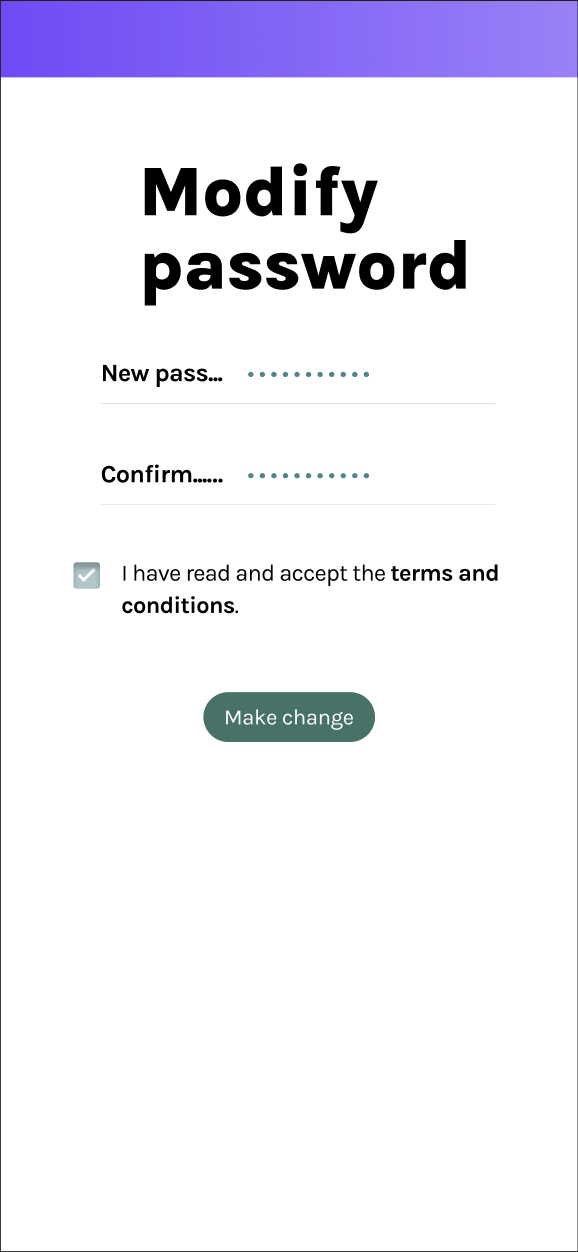 Modify
password
New pass... •••••••••••
Confirm...... •••••••••••
I have read and accept the terms and
conditions.
Make change